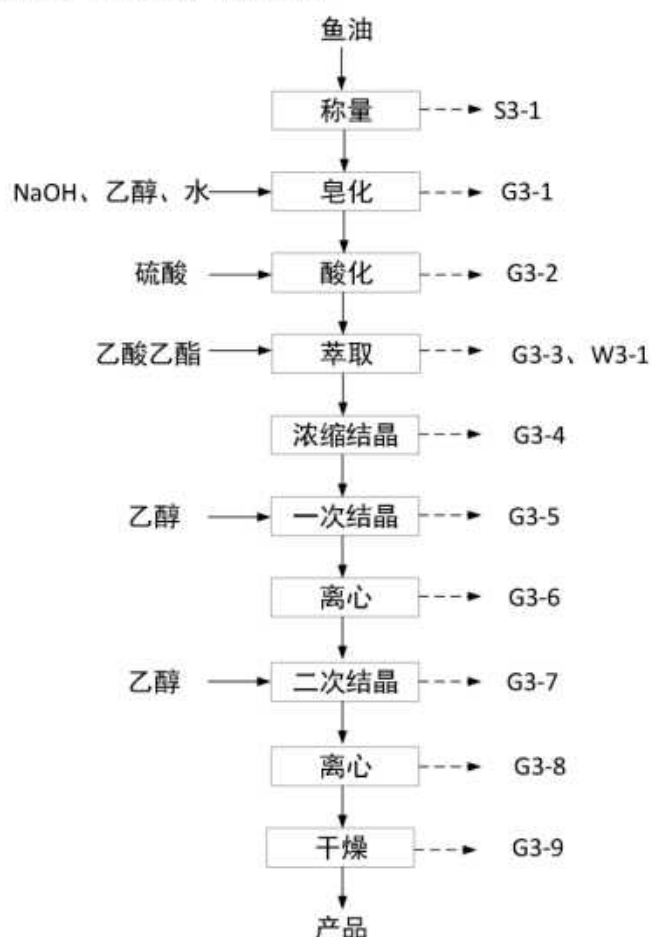 鱼油
称量 S3-1
NaOH、乙醇、水 皂化 G3-1
硫酸 酸化 G3-2
乙酸乙酯 萃取 G3-3、W3-1
浓缩结晶 G3-4
乙醇 一次结晶 G3-5
离心 G3-6
乙醇 二次结晶 G3-7
离心 G3-8
干燥 G3-9
产品